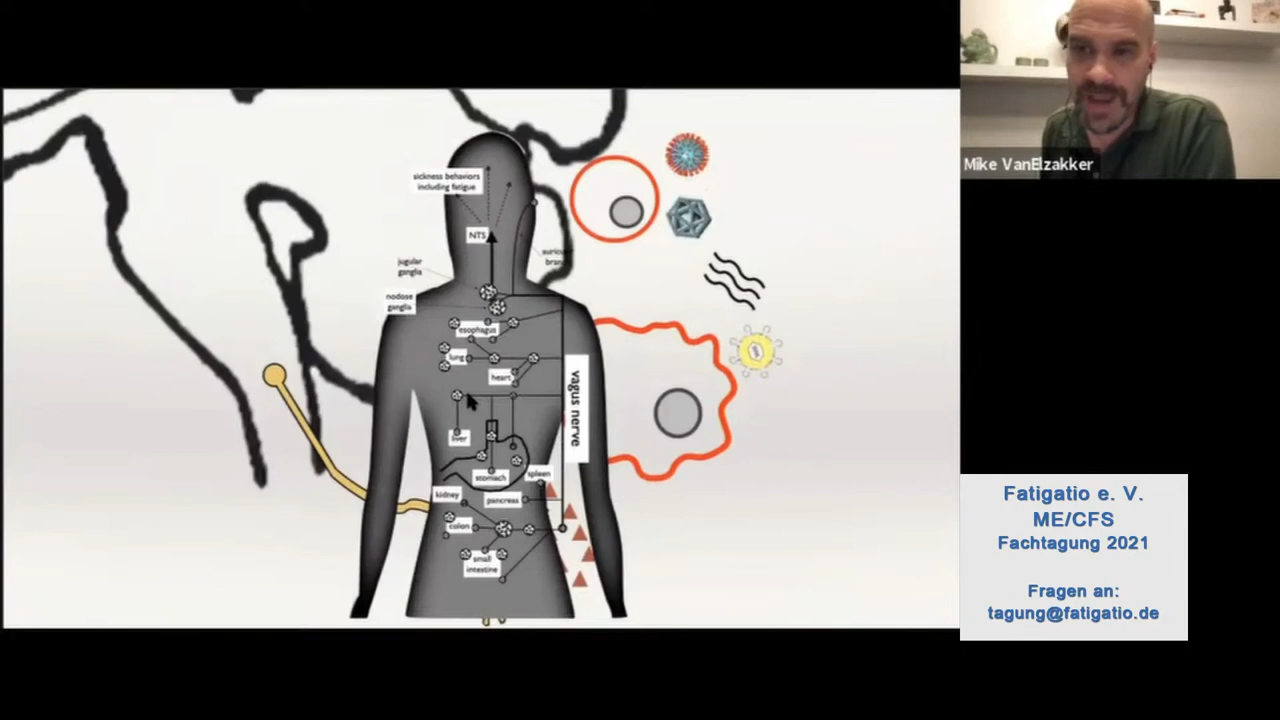 Mike VanElzakker
sickness behaviors
including fatigue
NTS
jugular
ganglia
nodose
ganglia
esophagus
lung
heart
vagus nerve
liver
stomach
spleen
kidney
pancreas
colon
small
intestine
Fatigatio e. V.
ME/CFS
Fachtagung 2021
Fragen an:
tagung@fatigatio.de